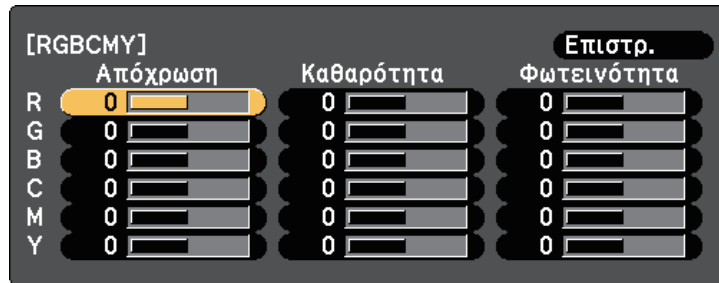 [RGBCMY] Επιστρ.
Απόχρωση Καθαρότητα Φωτεινότητα
R 0 0 0
G 0 0 0
B 0 0 0
C 0 0 0
M 0 0 0
Y 0 0 0